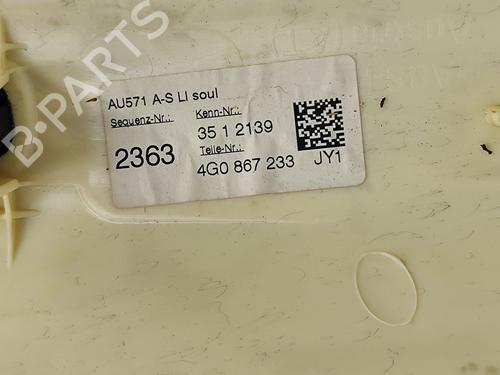 B-PARTS
AU571 A-S LI soul
Sequenz-Nr.: Kenn-Nr.:
2363 35 1 2139
Teile-Nr.:
4G0 867 233 JY1